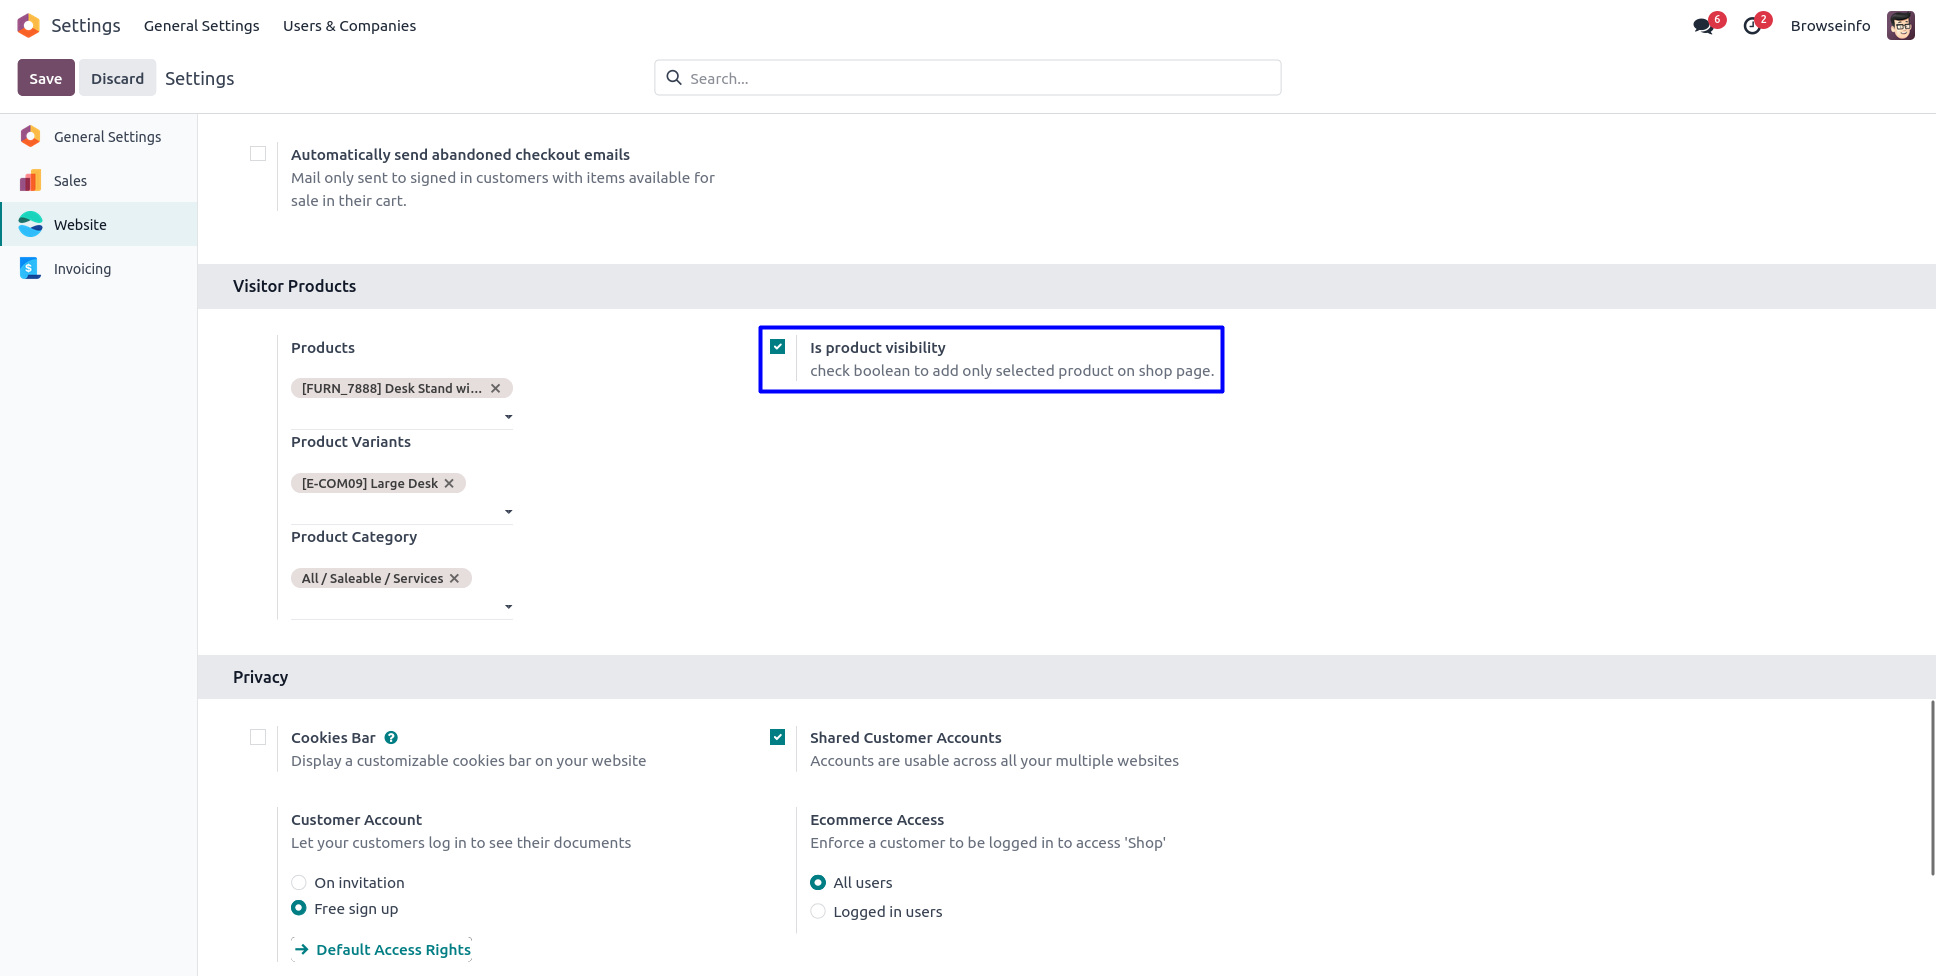 Settings General Settings Users & Companies 6 2 Browseinfo
Save Discard Settings Search...
General Settings
Sales
Website
Invoicing
Automatically send abandoned checkout emails
Mail only sent to signed in customers with items available for
sale in their cart.
Visitor Products
Products
[FURN_7888] Desk Stand wi...
Product Variants
[E-COM09] Large Desk
Product Category
All / Saleable / Services
Is product visibility
check boolean to add only selected product on shop page.
Privacy
Cookies Bar ?
Display a customizable cookies bar on your website
Shared Customer Accounts
Accounts are usable across all your multiple websites
Customer Account
Let your customers log in to see their documents
On invitation
Free sign up
Default Access Rights
Ecommerce Access
Enforce a customer to be logged in to access 'Shop'
All users
Logged in users